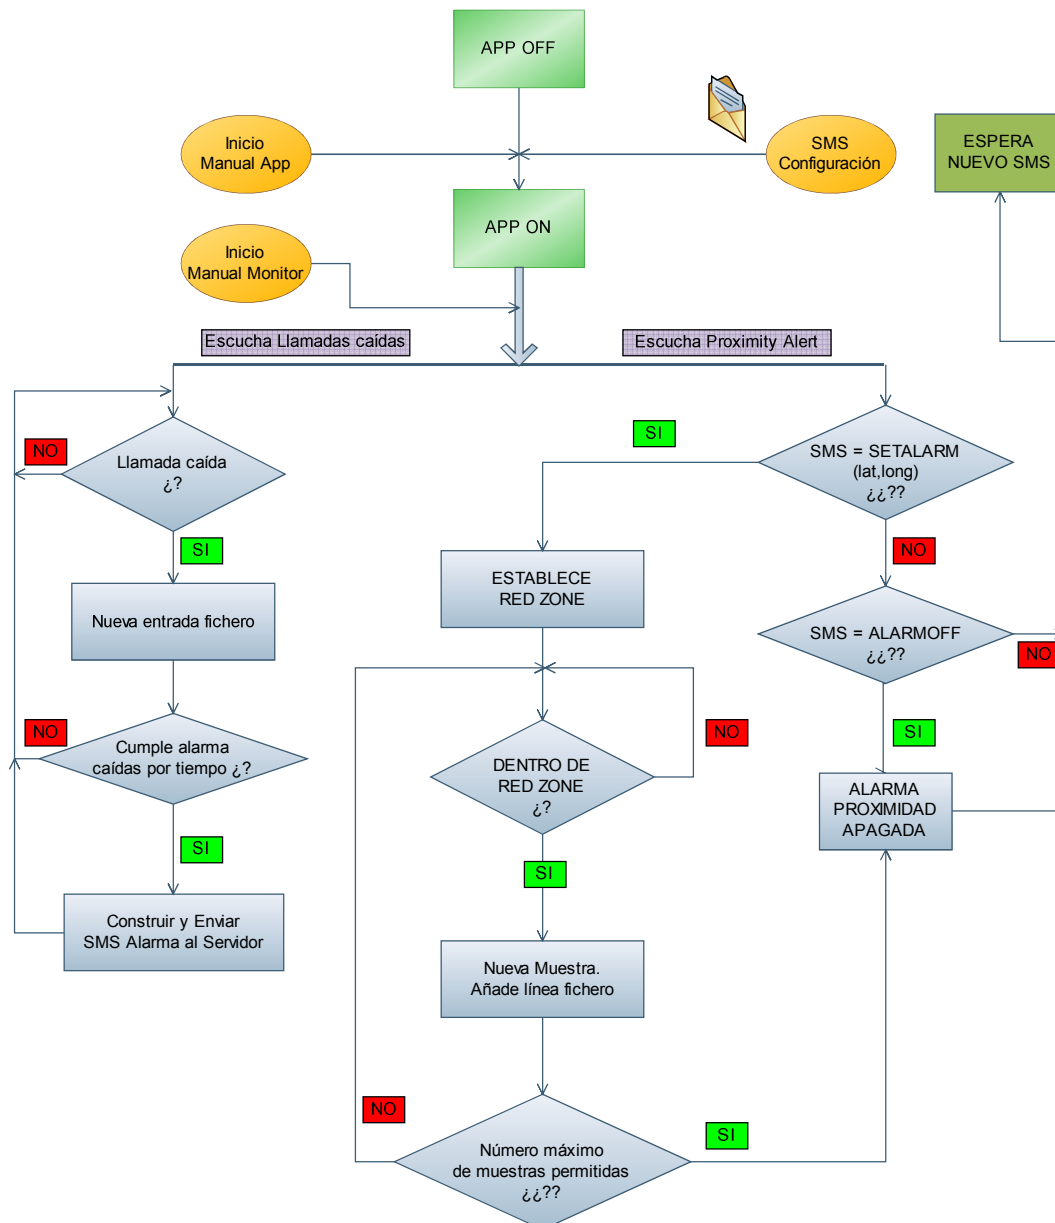 APP OFF
Inicio
Manual App
SMS
Configuración
ESPERA
NUEVO SMS
APP ON
Inicio
Manual Monitor
Escucha Llamadas caídas
Escucha Proximity Alert
NO
Llamada caída
¿?
SI
SI
SMS = SETALARM
(lat,long)
¿¿??
NO
Nueva entrada fichero
ESTABLECE
RED ZONE
SMS = ALARMOFF
¿¿??
NO
NO
Cumple alarma
caídas por tiempo ¿?
NO
SI
DENTRO DE
RED ZONE
¿?
ALARMA
PROXIMIDAD
APAGADA
SI
SI
Construir y Enviar
SMS Alarma al Servidor
Nueva Muestra.
Añade línea fichero
NO
SI
Número máximo
de muestras permitidas
¿¿??